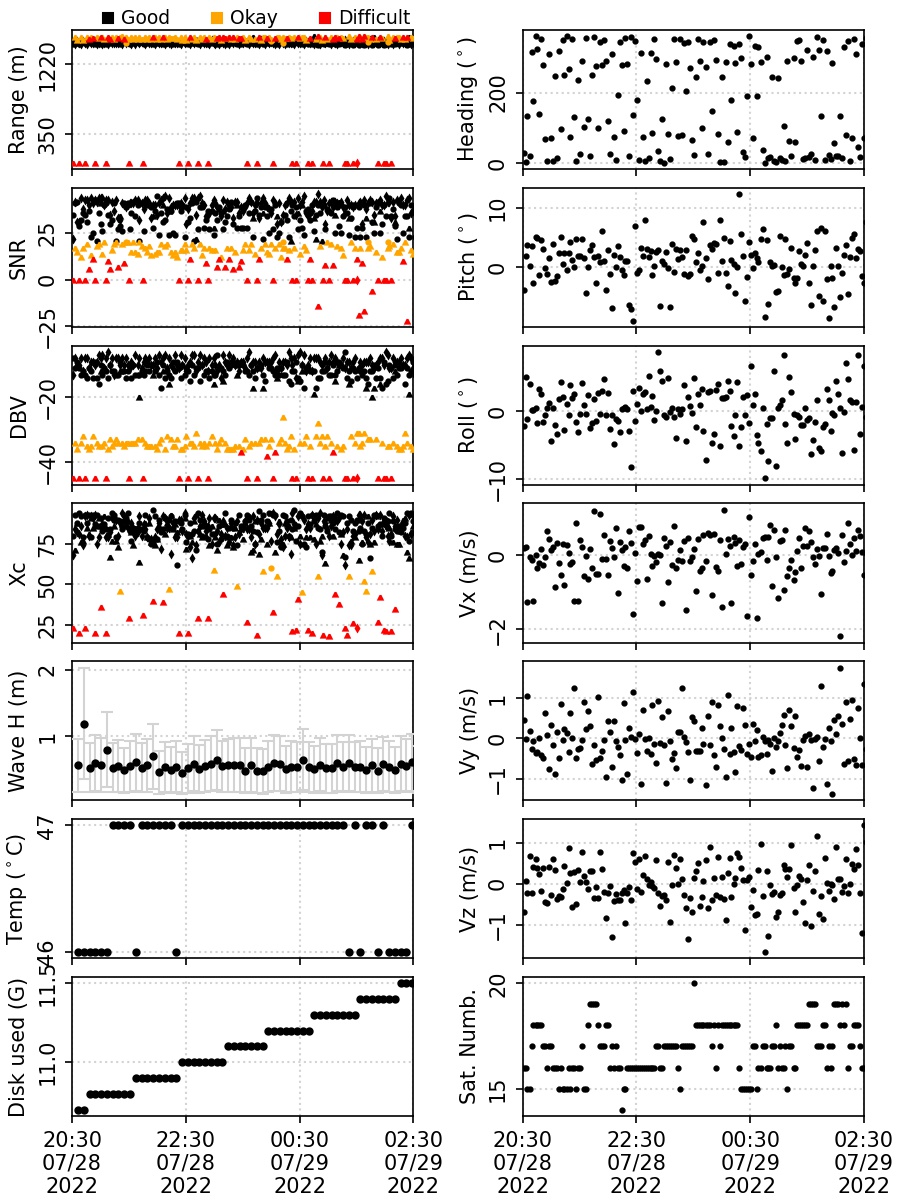 Good Okay Difficult
Range (m)
1220
350
Heading (°)
200
0
SNR
25
0
−25
Pitch (°)
10
0
DBV
−20
−40
Roll (°)
0
−10
Xc
75
50
25
Vx (m/s)
0
−2
Wave H (m)
2
1
Vy (m/s)
1
0
−1
Temp (°C)
47
46
Vz (m/s)
1
0
−1
Disk used (G)
11.5
11.0
Sat. Numb.
20
15
20:30 22:30 00:30 02:30 20:30 22:30 00:30 02:30
07/28 07/28 07/29 07/29 07/28 07/28 07/29 07/29
2022 2022 2022 2022 2022 2022 2022 2022